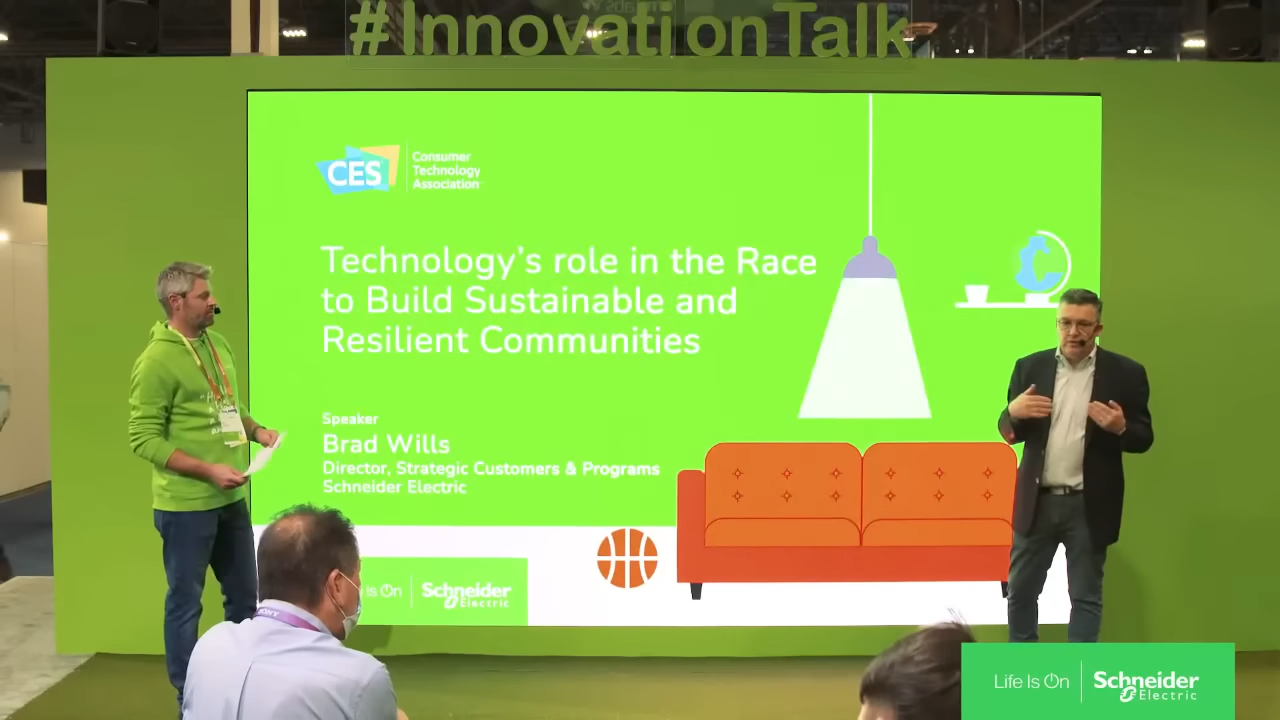 #InnovationTalk
CES
Consumer
Technology
Association
Technology's role in the Race
to Build Sustainable and
Resilient Communities
Speaker
Brad Wills
Director, Strategic Customers & Programs
Schneider Electric
Is On
Schneider
Electric
SONY
Life Is On
Schneider
Electric